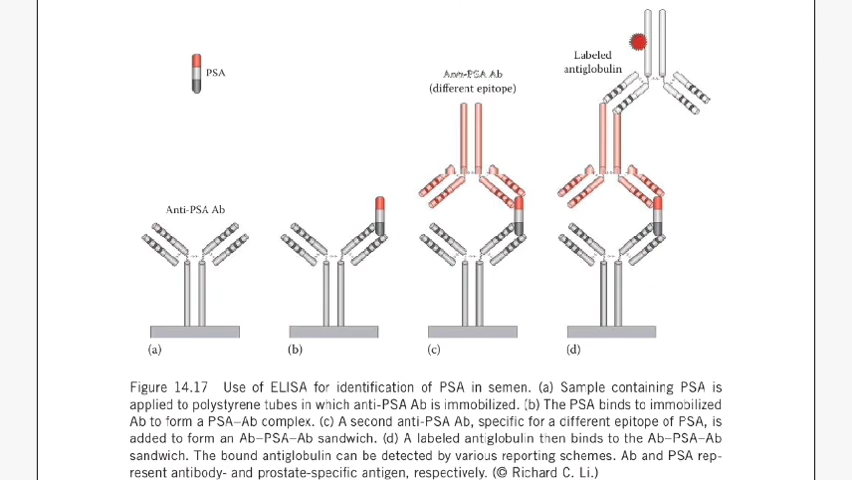 PSA
Anti-PSA Ab
Anti-PSA Ab
(different epitope)
Labeled
antiglobulin
(a)
(b)
(c)
(d)
Figure 14.17 Use of ELISA for identification of PSA in semen. (a) Sample containing PSA is
applied to polystyrene tubes in which anti-PSA Ab is immobilized. (b) The PSA binds to immobilized
Ab to form a PSA–Ab complex. (c) A second anti-PSA Ab, specific for a different epitope of PSA, is
added to form an Ab–PSA–Ab sandwich. (d) A labeled antiglobulin then binds to the Ab–PSA–Ab
sandwich. The bound antiglobulin can be detected by various reporting schemes. Ab and PSA rep-
resent antibody- and prostate-specific antigen, respectively. (© Richard C. Li.)